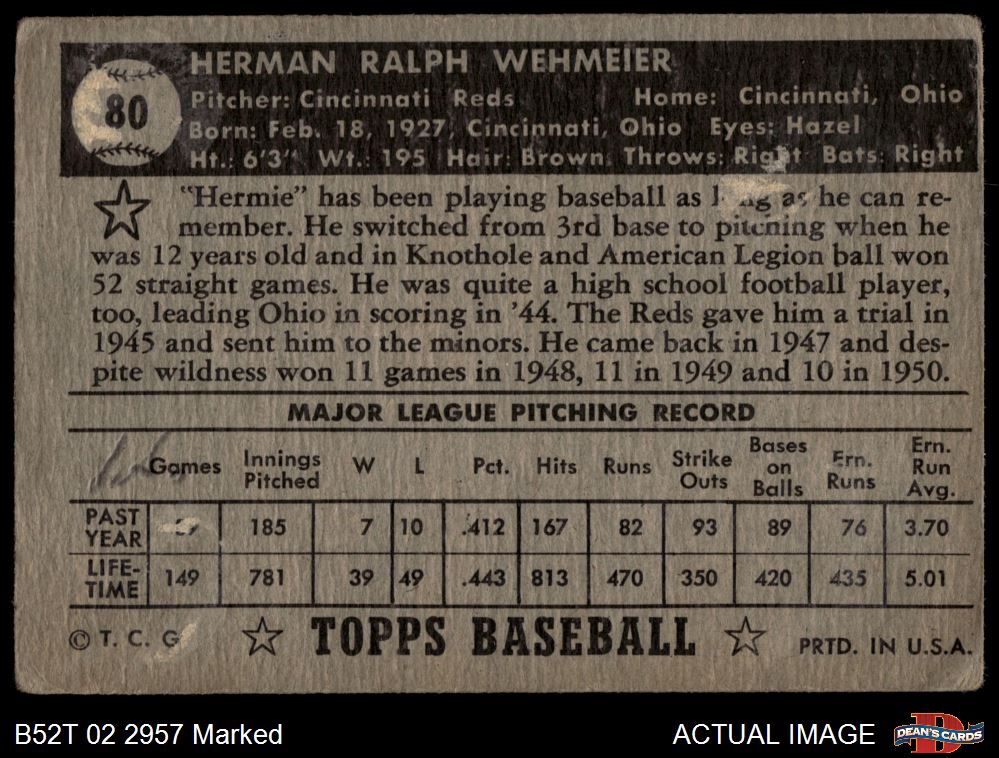 80
HERMAN RALPH WEHMEIER
Pitcher: Cincinnati Reds Home: Cincinnati, Ohio
Born: Feb. 18, 1927, Cincinnati, Ohio Eyes: Hazel
Ht.: 6'3" Wt.: 195 Hair: Brown Throws: Right Bats: Right
"Hermie" has been playing baseball as as he can re-
member. He switched from 3rd base to pitching when he
was 12 years old and in Knothole and American Legion ball won
52 straight games. He was quite a high school football player,
too, leading Ohio in scoring in '44. The Reds gave him a trial in
1945 and sent him to the minors. He came back in 1947 and des-
pite wildness won 11 games in 1948, 11 in 1949 and 10 in 1950.
MAJOR LEAGUE PITCHING RECORD
Games Innings Pitched W L Pct. Hits Runs Strike Outs Bases on Balls Ern. Runs Ern. Run Avg.
PAST YEAR 185 7 10 .412 167 82 93 89 76 3.70
LIFE-TIME 149 781 39 49 .443 813 470 350 420 435 5.01
© T. C. G TOPPS BASEBALL PRTD. IN U.S.A.
B52T 02 2957 Marked ACTUAL IMAGE DEAN'S CARDS